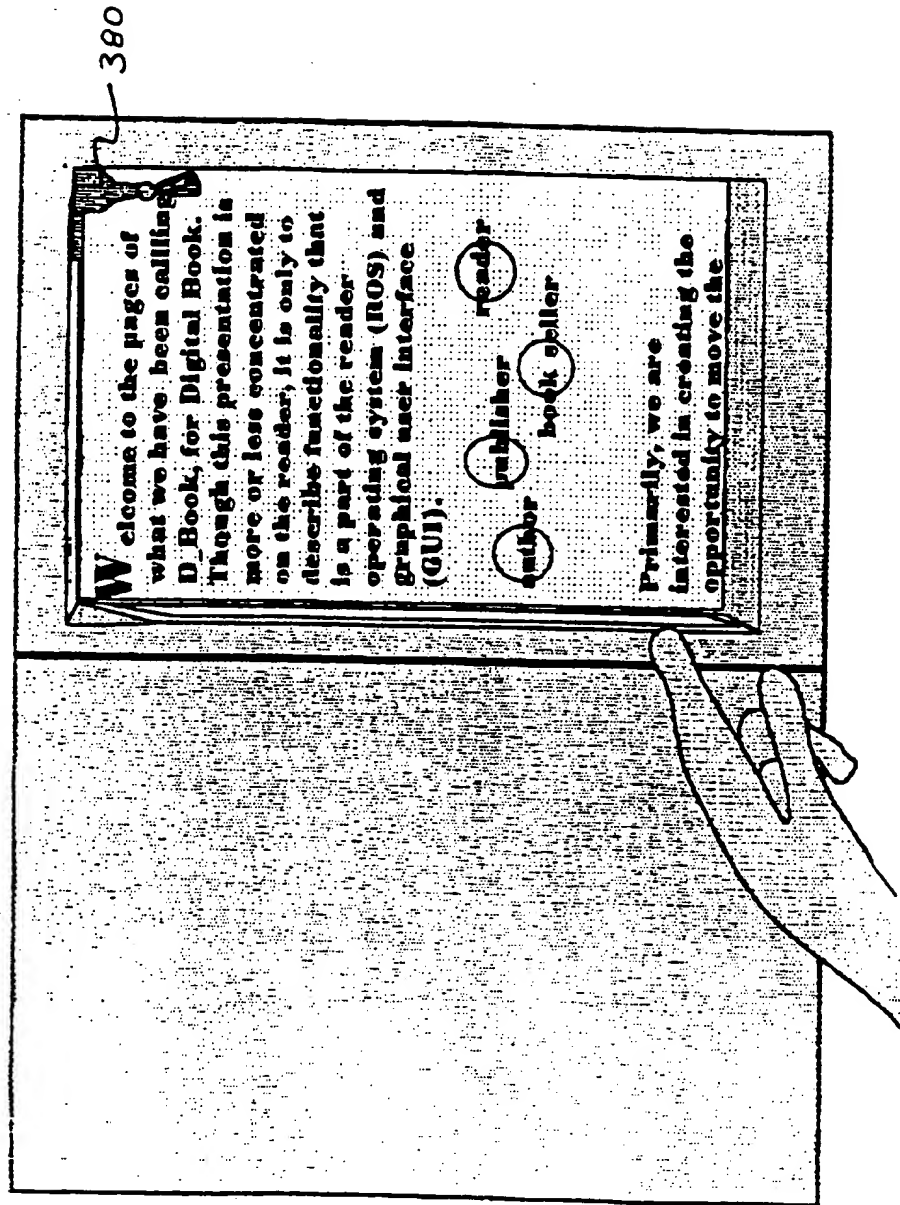 380
Welcome to the pages of
what we have been calling
D_Book, for Digital Book.
Though this presentation is
more or less concentrated
on the reader, it is only to
describe functionality that
is a part of the reader
operating system (ROS) and
graphical user interface
(GUI).
author publisher reader
book seller
Primarily, we are
interested in creating the
opportunity to move the